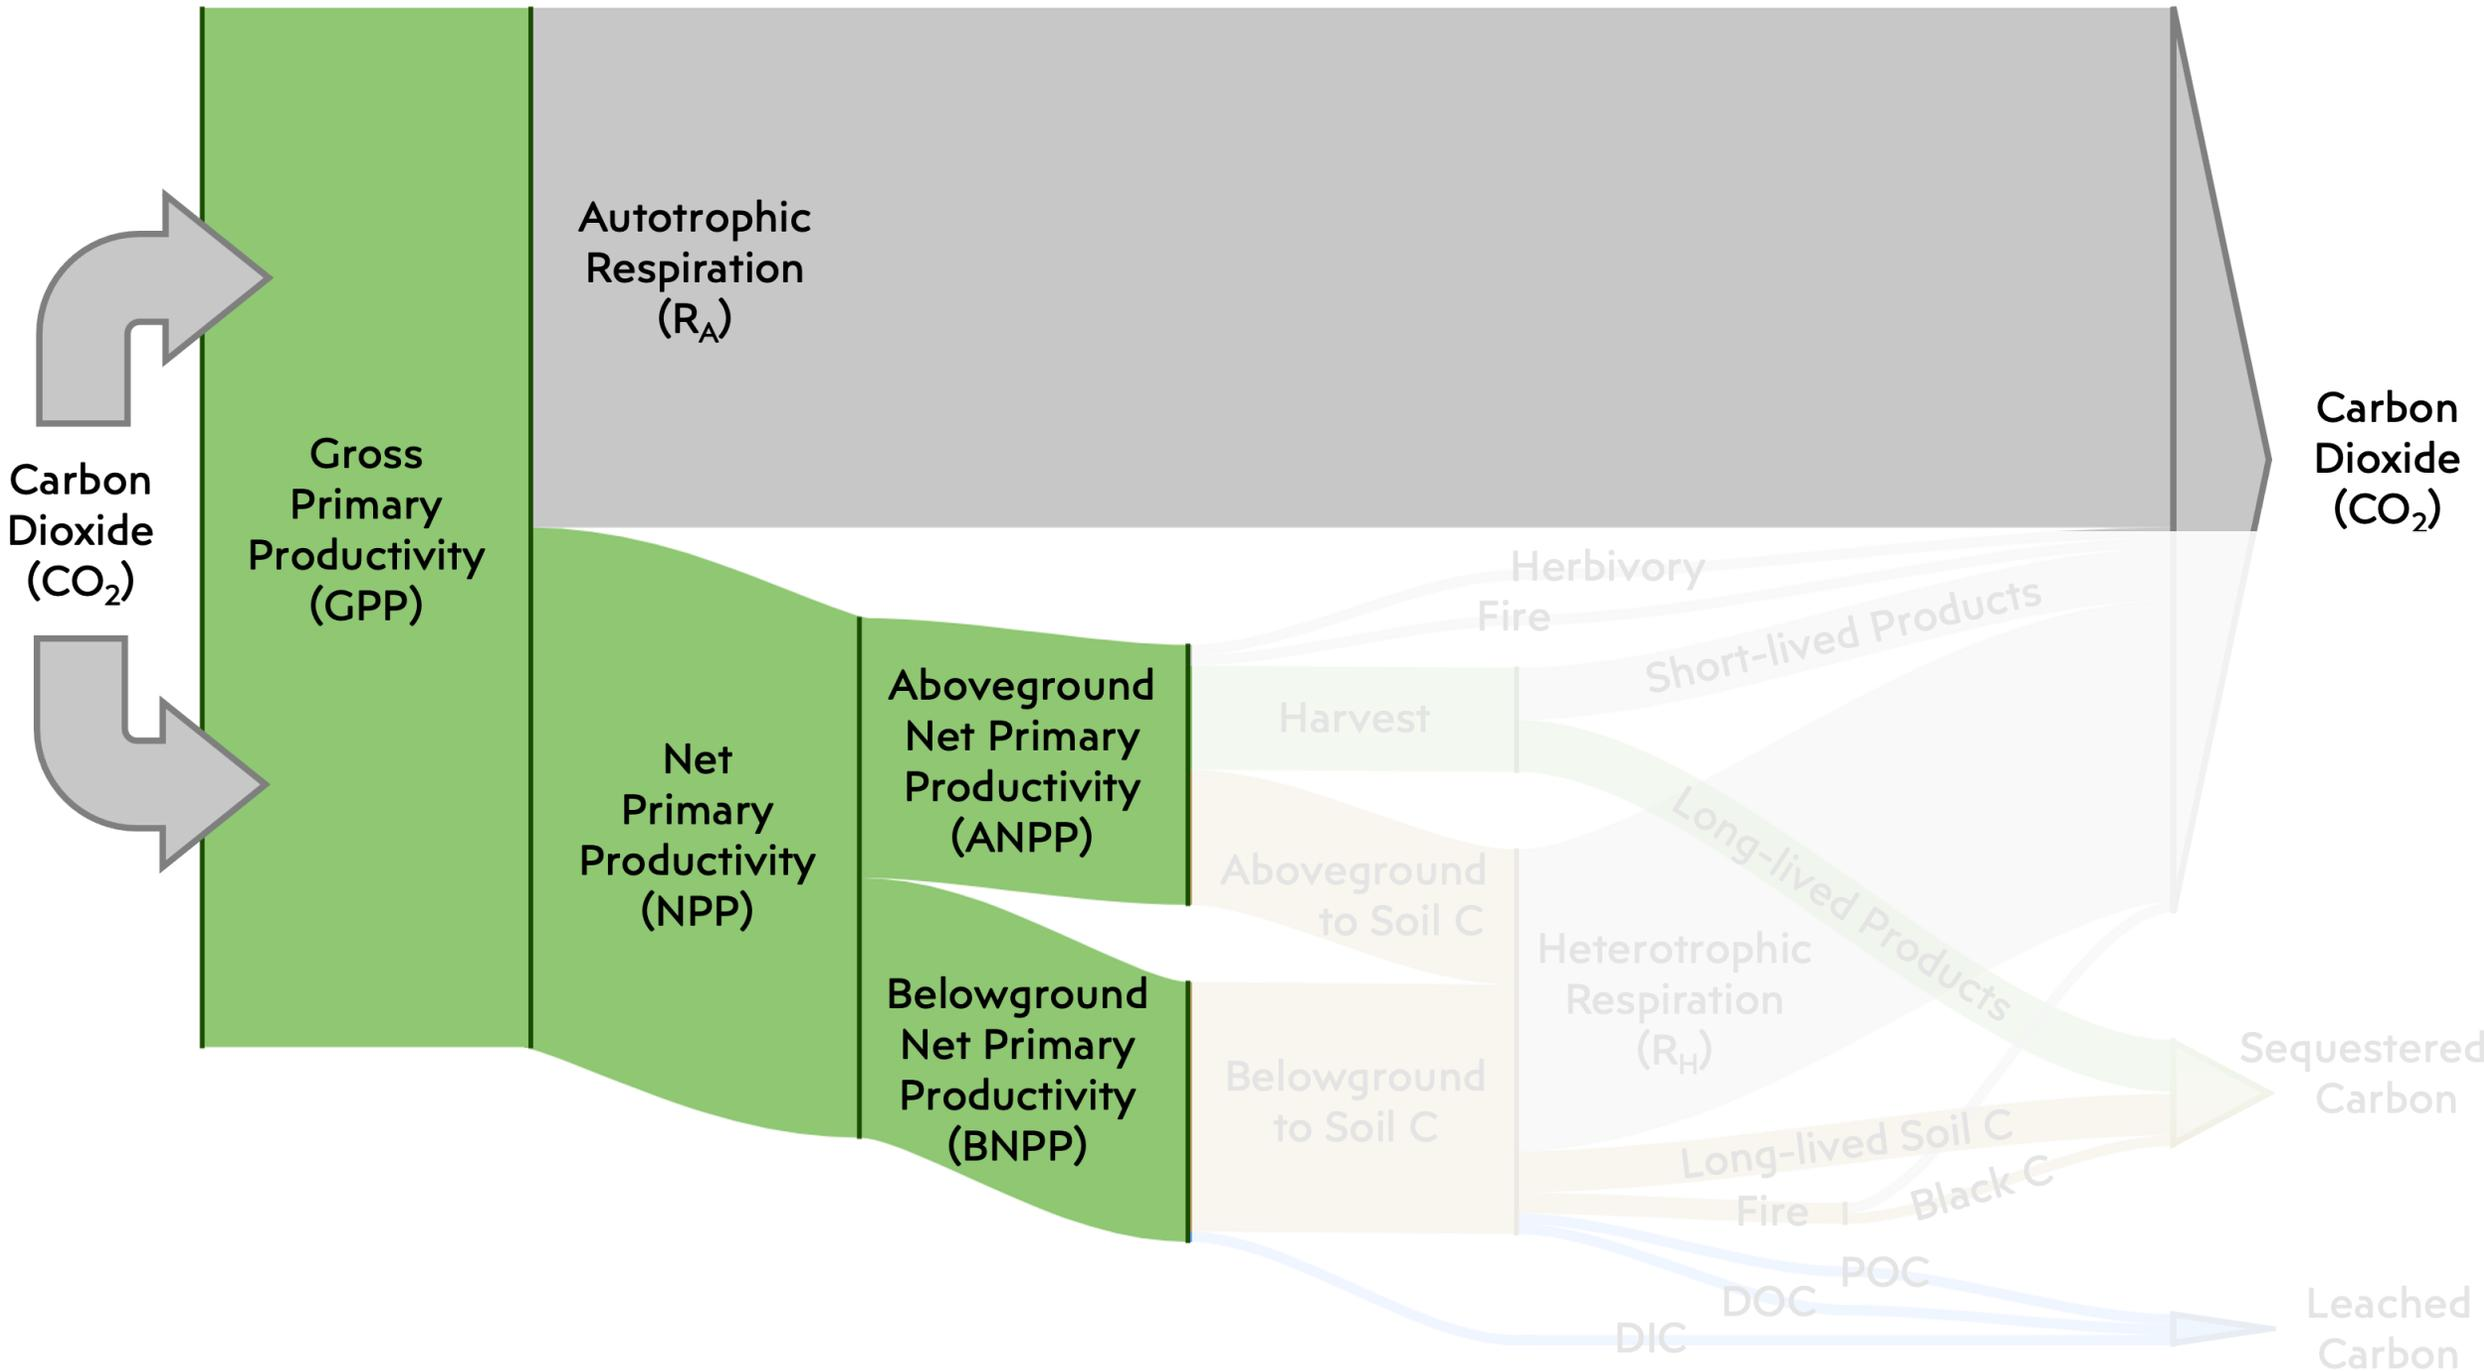 Carbon
Dioxide
(CO₂)
Gross
Primary
Productivity
(GPP)
Autotrophic
Respiration
(R_A)
Net
Primary
Productivity
(NPP)
Aboveground
Net Primary
Productivity
(ANPP)
Belowground
Net Primary
Productivity
(BNPP)
Herbivory
Fire
Harvest
Short-lived Products
Aboveground
to Soil C
Belowground
to Soil C
Long-lived Products
Heterotrophic
Respiration
(R_H)
Long-lived Soil C
Fire
Black C
POC
DOC
DIC
Carbon
Dioxide
(CO₂)
Sequestered
Carbon
Leached
Carbon